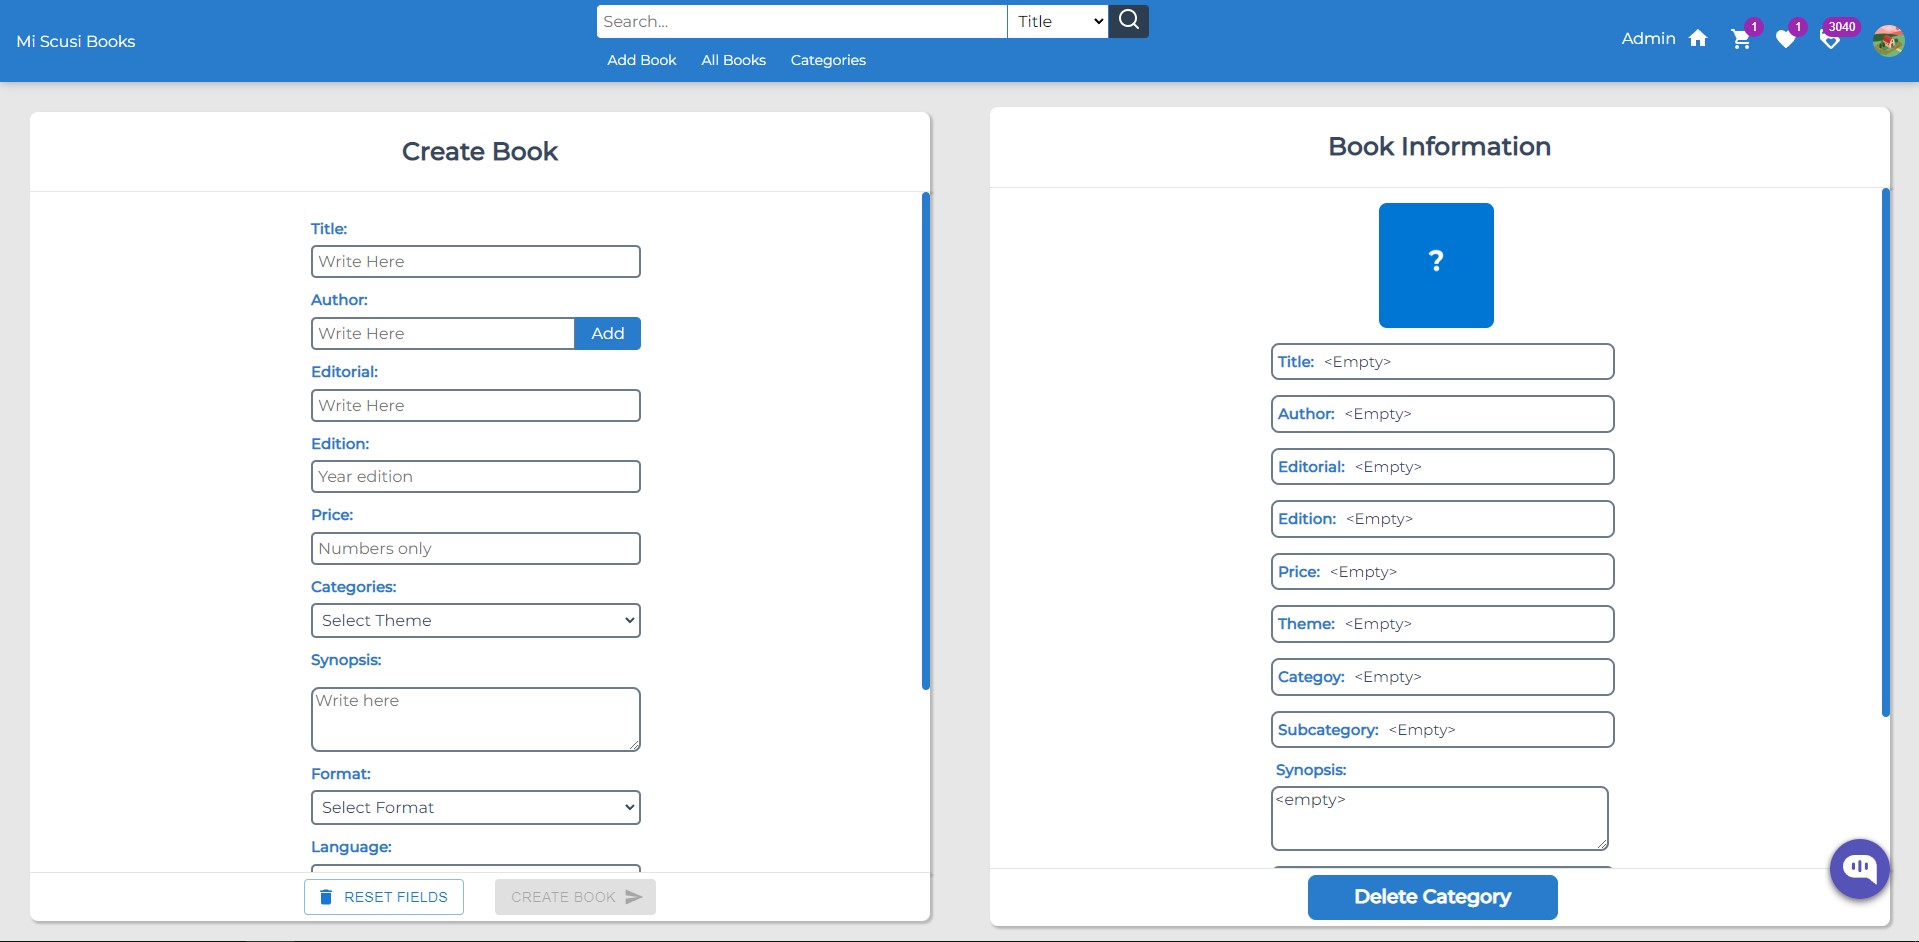 Mi Scusi Books
Search...
Title
Add Book
All Books
Categories
Admin
1
1
3040
Create Book
Title:
Write Here
Author:
Write Here
Add
Editorial:
Write Here
Edition:
Year edition
Price:
Numbers only
Categories:
Select Theme
Synopsis:
Write here
Format:
Select Format
Language:
RESET FIELDS
CREATE BOOK
Book Information
?
Title: <Empty>
Author: <Empty>
Editorial: <Empty>
Edition: <Empty>
Price: <Empty>
Theme: <Empty>
Categoy: <Empty>
Subcategory: <Empty>
Synopsis:
<empty>
Delete Category